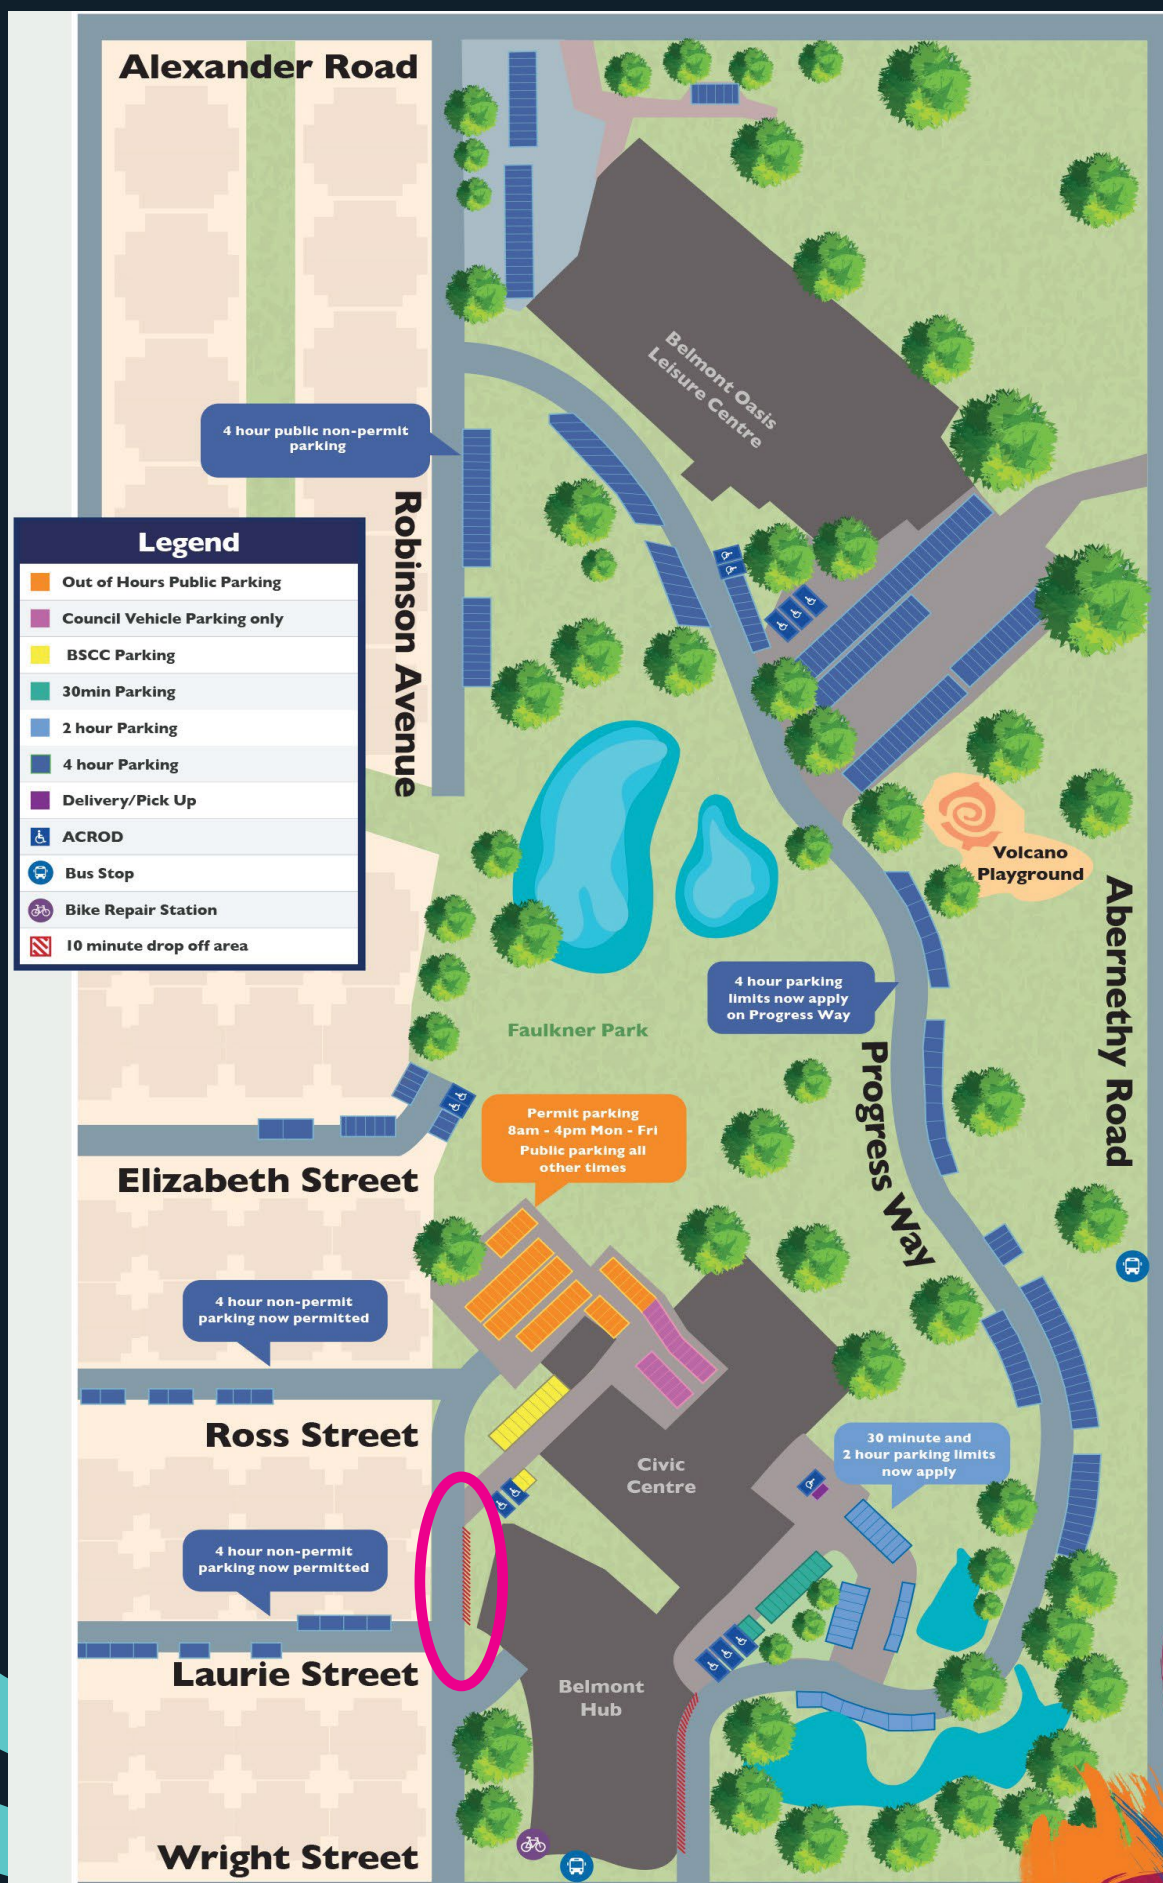 Alexander Road
Belmont Oasis
Leisure Centre
4 hour public non-permit
parking
Robinson Avenue
Legend
Out of Hours Public Parking
Council Vehicle Parking only
BSCC Parking
30min Parking
2 hour Parking
4 hour Parking
Delivery/Pick Up
ACROD
Bus Stop
Bike Repair Station
10 minute drop off area
Volcano
Playground
Abernethy Road
4 hour parking
limits now apply
on Progress Way
Faulkner Park
Progress Way
Permit parking
8am - 4pm Mon - Fri
Public parking all
other times
Elizabeth Street
4 hour non-permit
parking now permitted
Ross Street
30 minute and
2 hour parking limits
now apply
Civic
Centre
4 hour non-permit
parking now permitted
Laurie Street
Belmont
Hub
Wright Street